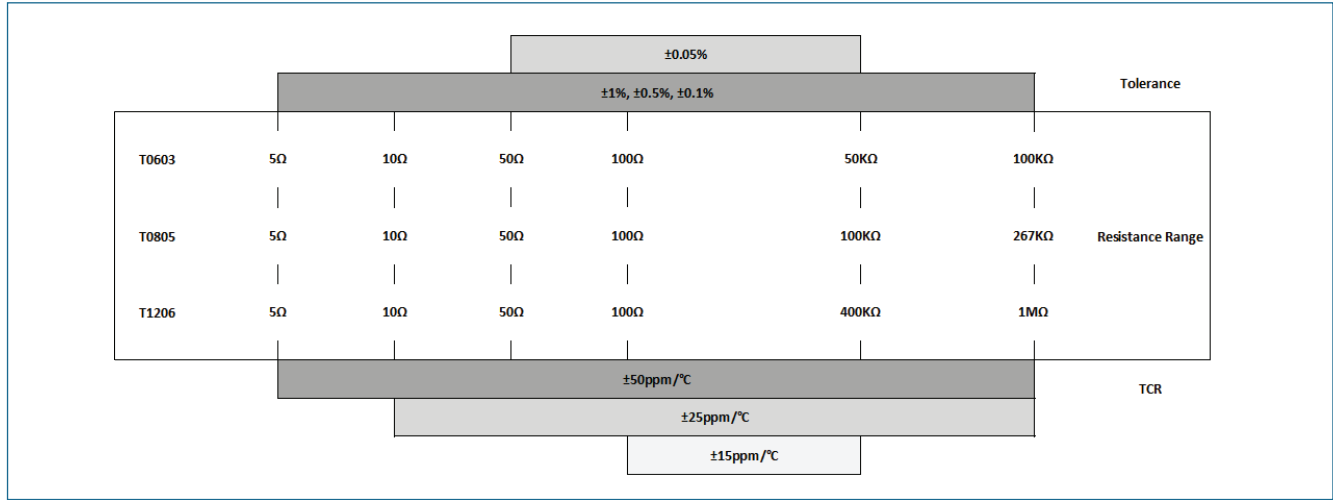 ±0.05%
±1%, ±0.5%, ±0.1%
Tolerance
T0603 5Ω 10Ω 50Ω 100Ω 50KΩ 100KΩ
T0805 5Ω 10Ω 50Ω 100Ω 100KΩ 267KΩ Resistance Range
T1206 5Ω 10Ω 50Ω 100Ω 400KΩ 1MΩ
±50ppm/℃
TCR
±25ppm/℃
±15ppm/℃